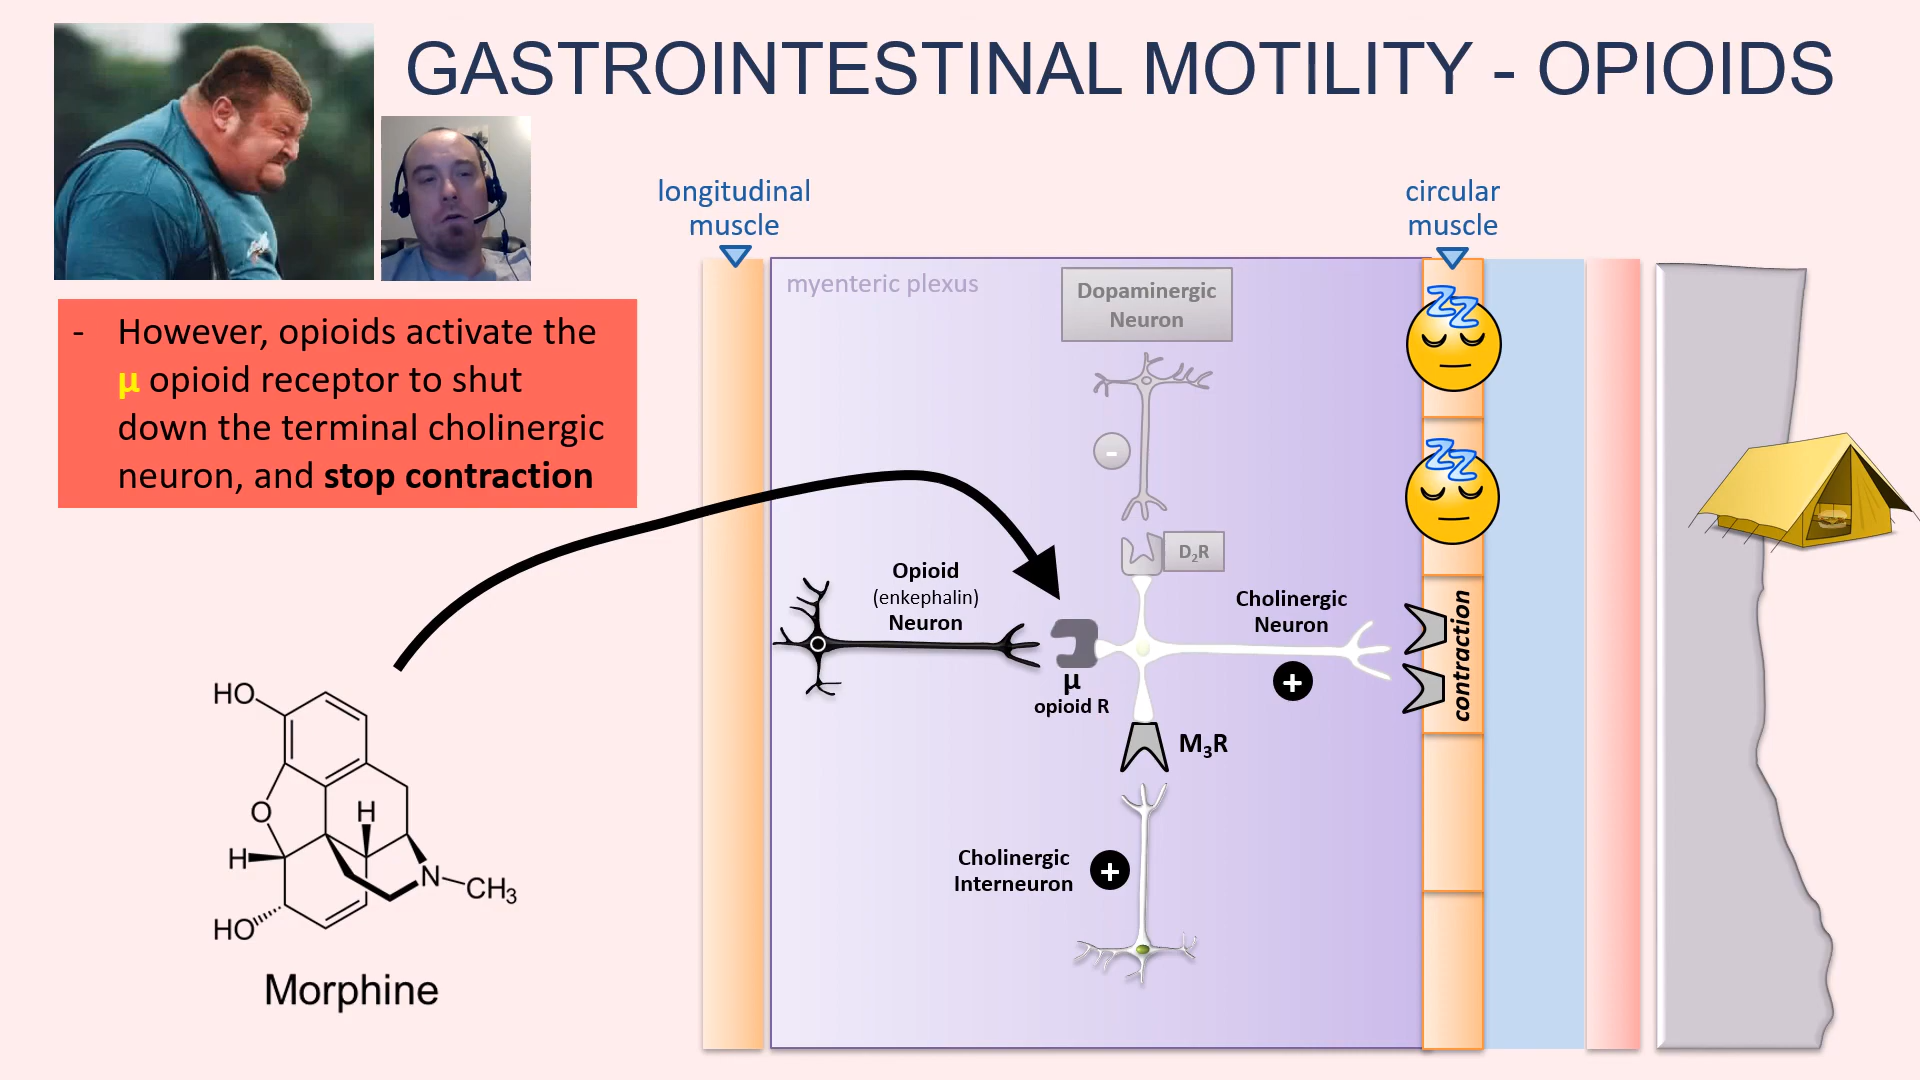 GASTROINTESTINAL MOTILITY - OPIOIDS
- However, opioids activate the
μ opioid receptor to shut
down the terminal cholinergic
neuron, and stop contraction
longitudinal
muscle
circular
muscle
myenteric plexus
Dopaminergic
Neuron
-
D₂R
Opioid
(enkephalin)
Neuron
μ
opioid R
Cholinergic
Neuron
+
contraction
M₃R
Cholinergic
Interneuron
+
ZZ
ZZ
HO
O
H
H
N
CH₃
HO
Morphine